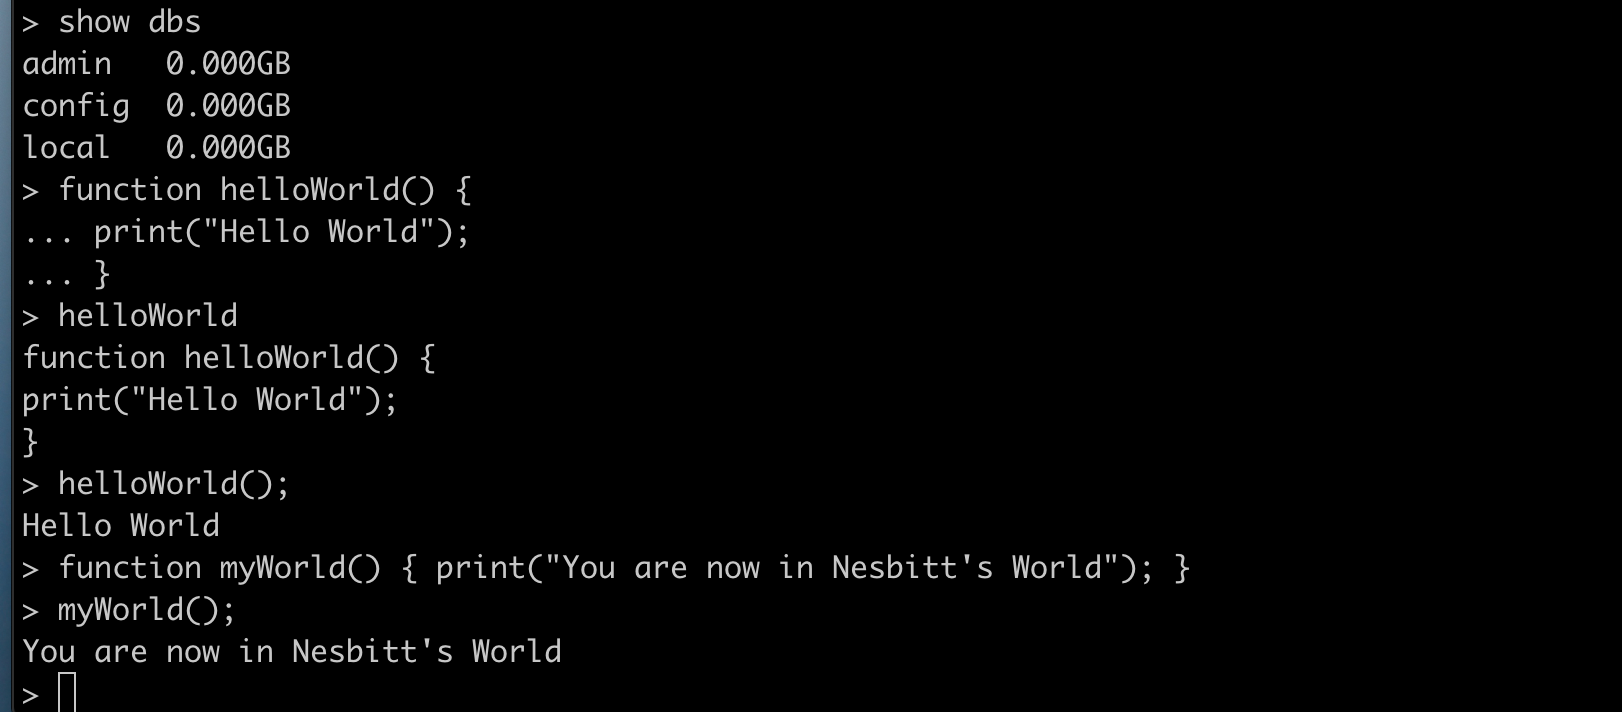 > show dbs
admin   0.000GB
config  0.000GB
local   0.000GB
> function helloWorld() {
... print("Hello World");
... }
> helloWorld
function helloWorld() {
print("Hello World");
}
> helloWorld();
Hello World
> function myWorld() { print("You are now in Nesbitt's World"); }
> myWorld();
You are now in Nesbitt's World
>